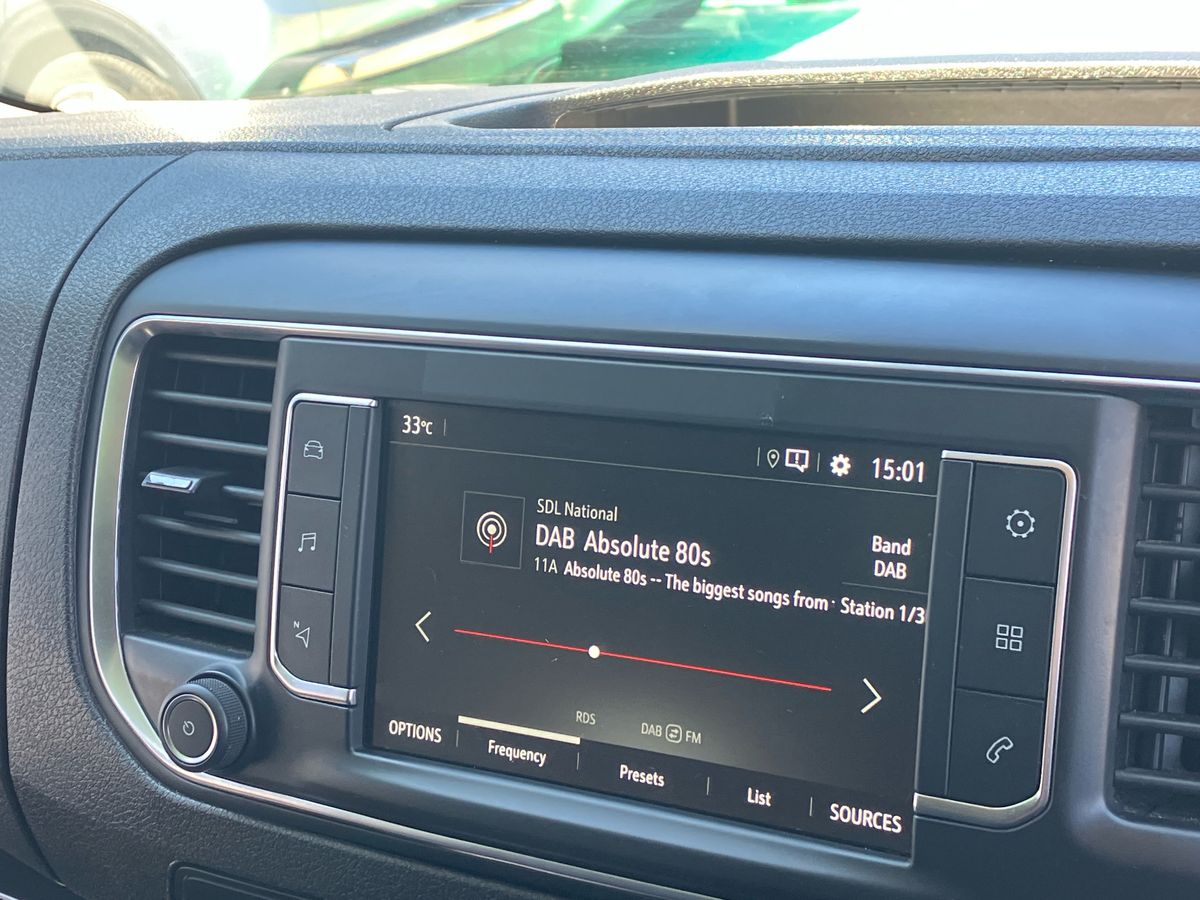 33°C
15:01
SDL National
DAB Absolute 80s
Band
DAB
11A Absolute 80s -- The biggest songs from
Station 1/3
N
RDS
DAB FM
OPTIONS
Frequency
Presets
List
SOURCES